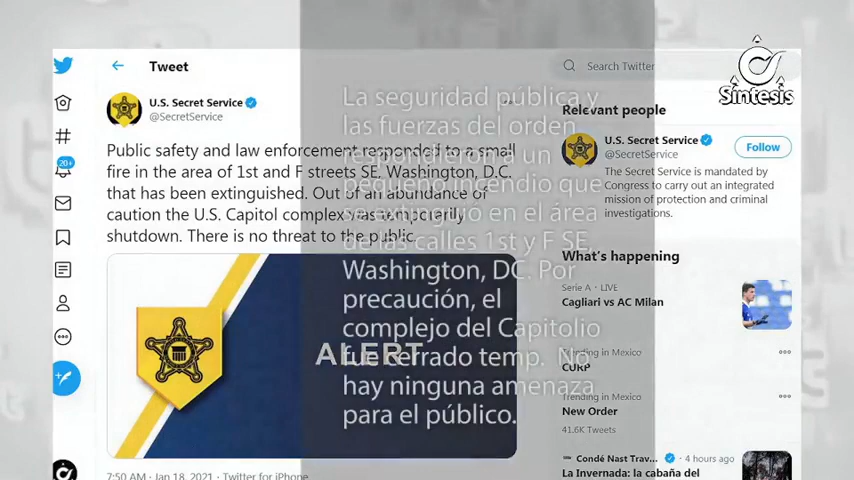 Tweet
Search Twitter
Síntesis
U.S. Secret Service
@SecretService
Public safety and law enforcement responded to a small
fire in the area of 1st and F streets SE, Washington, D.C.
that has been extinguished. Out of an abundance of
caution the U.S. Capitol complex was temporarily
shutdown. There is no threat to the public.
ALERT
7:50 AM · Jan 18, 2021 · Twitter for iPhone
La seguridad pública y
las fuerzas del orden
respondieron a un
pequeño incendio que
se extinguió en el área
de las calles 1st y F SE,
Washington, DC. Por
precaución, el
complejo del Capitolio
fue cerrado temp. No
hay ninguna amenaza
para el público.
20+
Relevant people
U.S. Secret Service
@SecretService
Follow
The Secret Service is mandated by
Congress to carry out an integrated
mission of protection and criminal
investigations.
What's happening
Serie A · LIVE
Cagliari vs AC Milan
Trending in Mexico
CURP
Trending in Mexico
New Order
41.6K Tweets
Condé Nast Trav... · 4 hours ago
La Invernada: la cabaña del